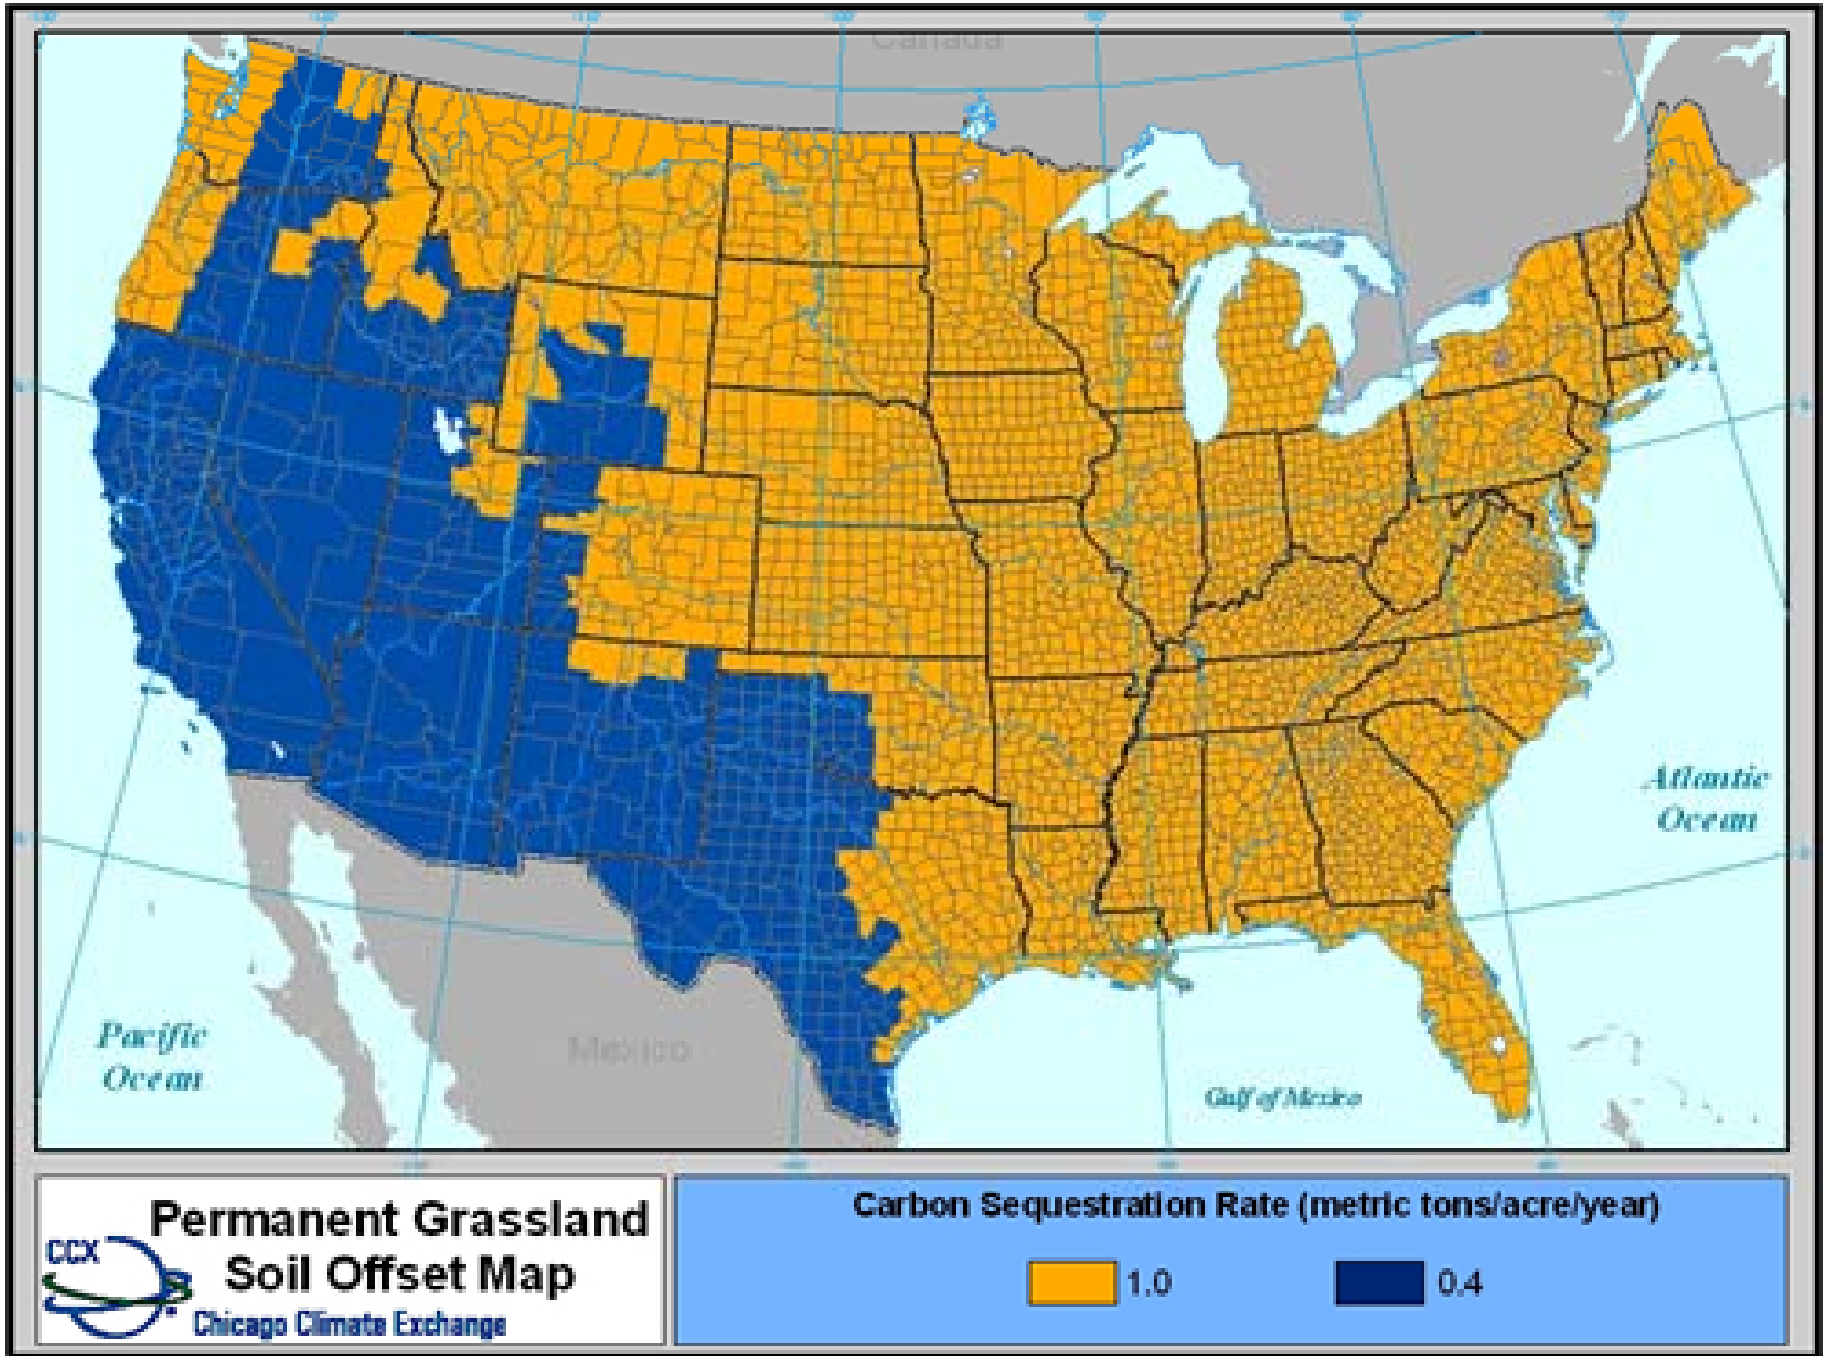 Canada
Atlantic
Ocean
Pacific
Ocean
Mexico
Gulf of Mexico
Permanent Grassland
Soil Offset Map
CCX
Chicago Climate Exchange
Carbon Sequestration Rate (metric tons/acre/year)
1.0
0.4